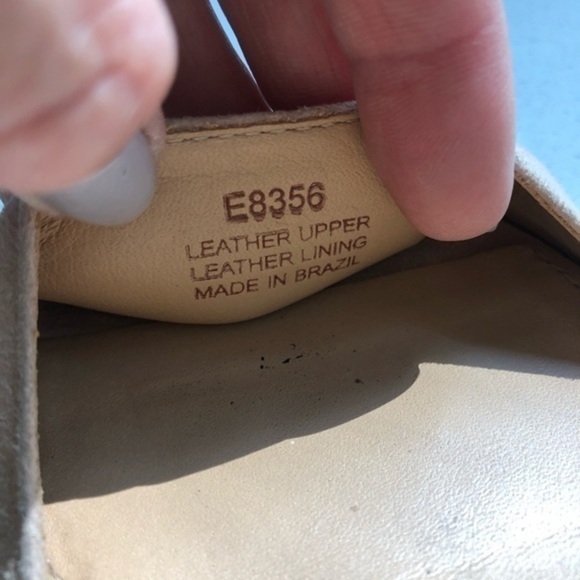 E8356
LEATHER UPPER
LEATHER LINING
MADE IN BRAZIL